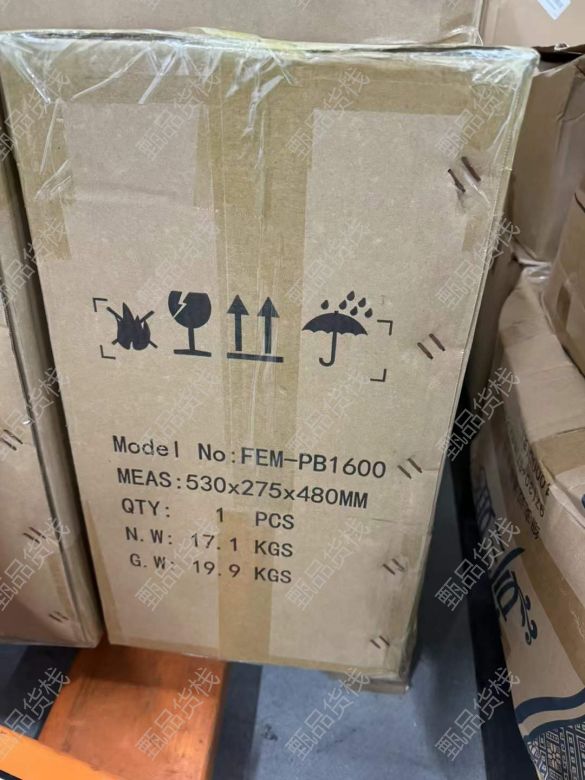 Model No:FEM-PB1600
MEAS:530x275x480MM
QTY: 1 PCS
N.W: 17.1 KGS
G.W: 19.9 KGS
甄品货栈